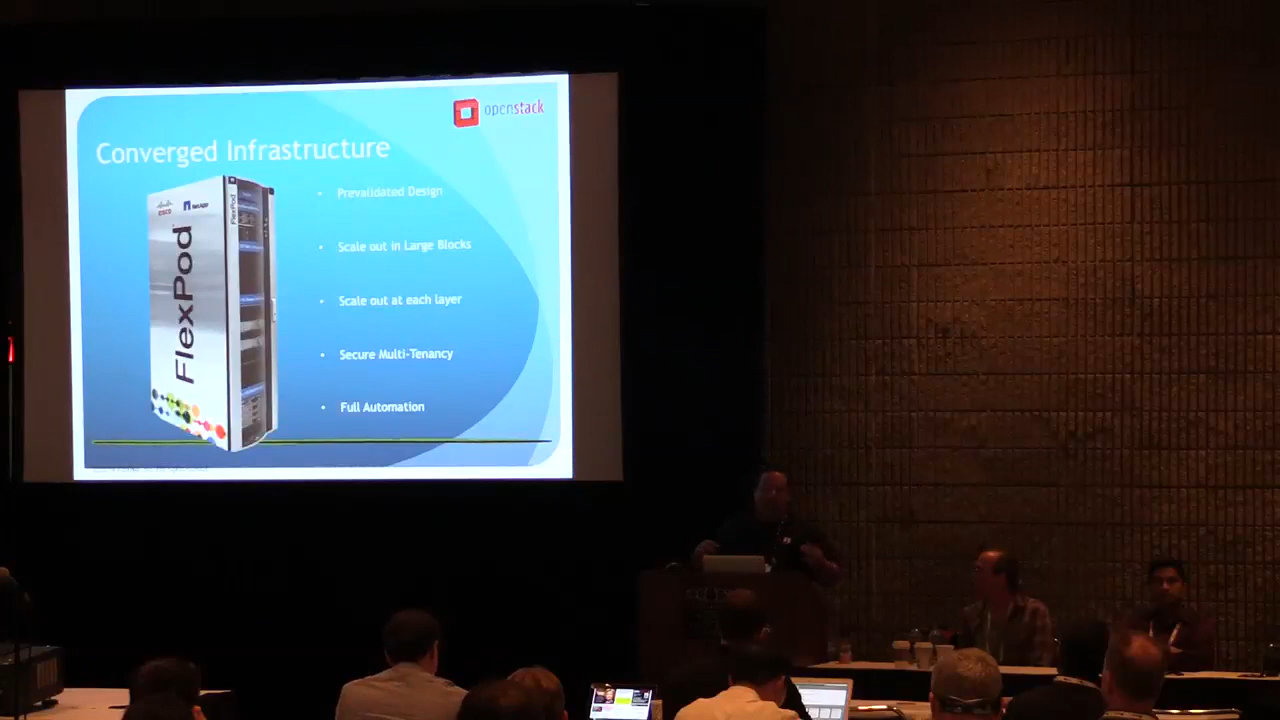 openstack
Converged Infrastructure
CISCO
NetApp
FlexPod
FlexPod
• Prevalidated Design
• Scale out in Large Blocks
• Scale out at each layer
• Secure Multi-Tenancy
• Full Automation